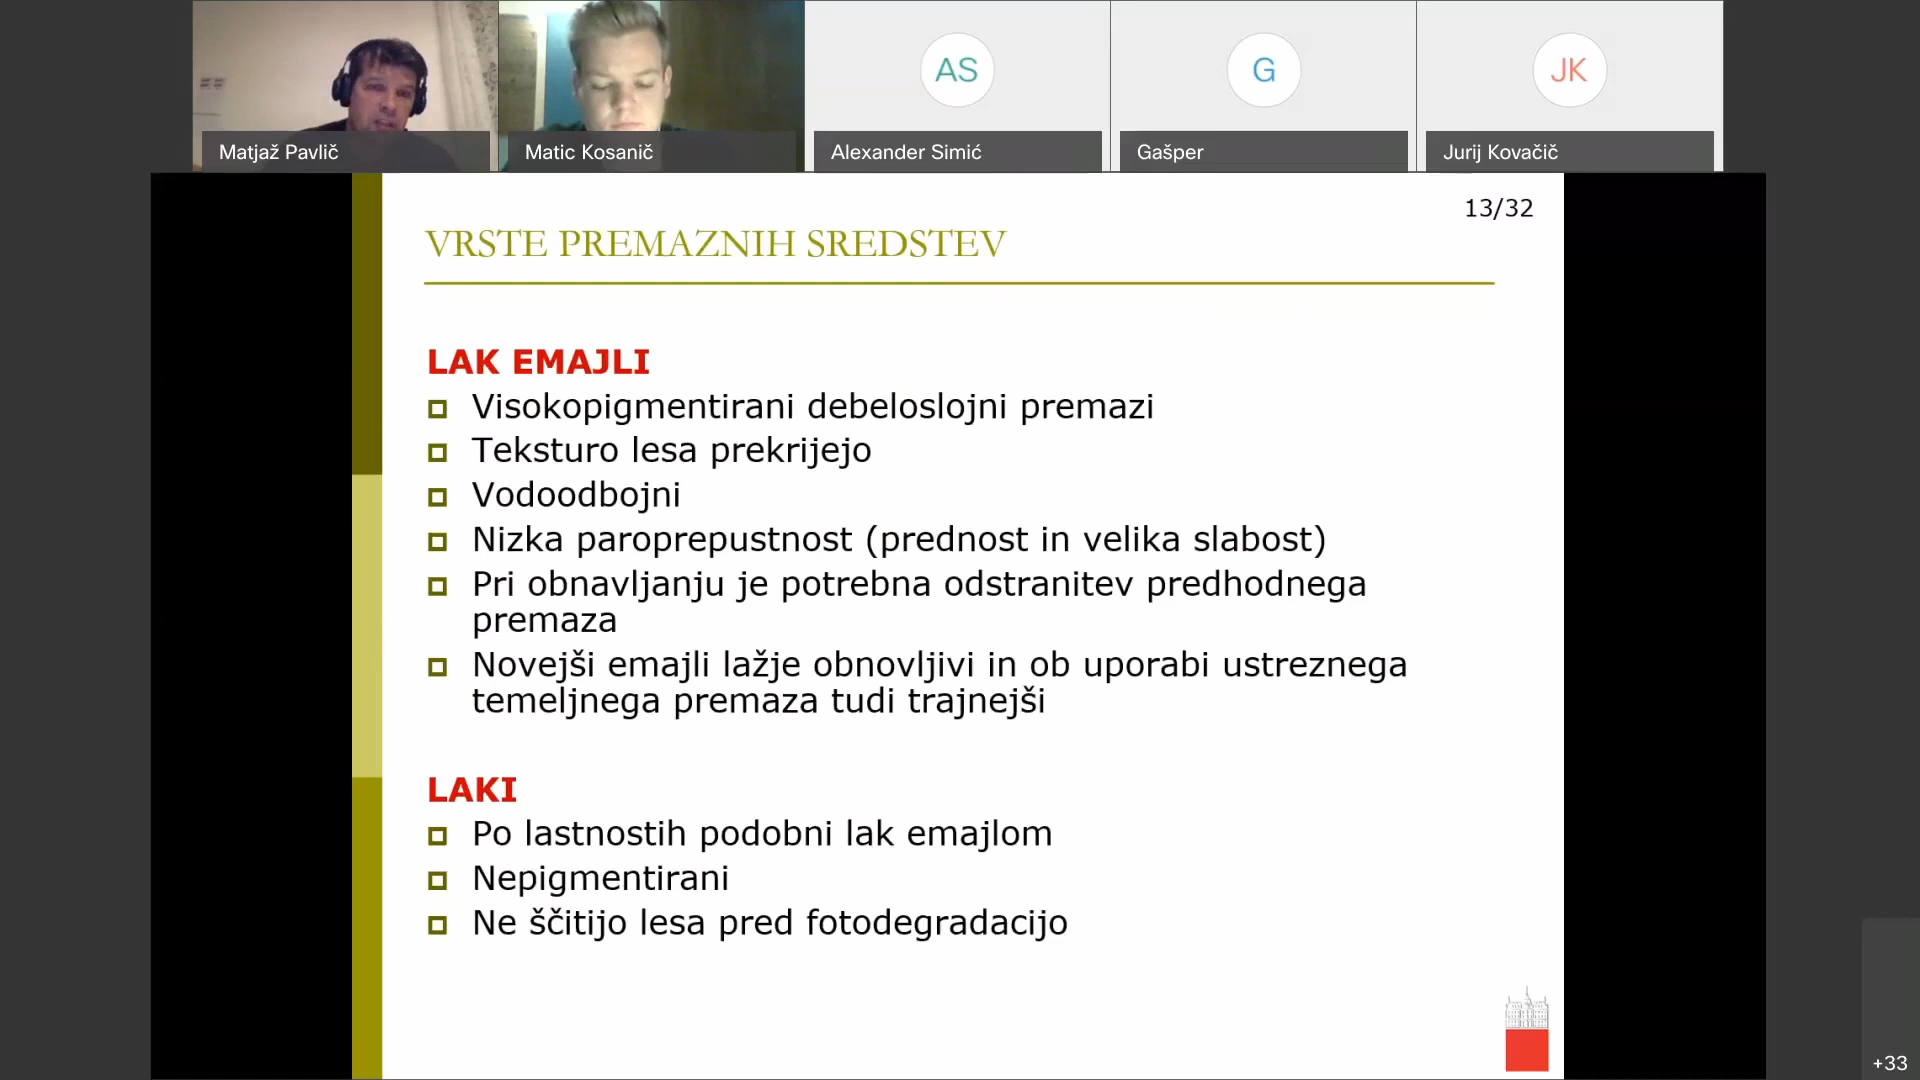 AS
G
JK
Matjaž Pavlič
Matic Kosanič
Alexander Simić
Gašper
Jurij Kovačič
13/32
VRSTE PREMAZNIH SREDSTEV
LAK EMAJLI
Visokopigmentirani debeloslojni premazi
Teksturo lesa prekrijejo
Vodoodbojni
Nizka paroprepustnost (prednost in velika slabost)
Pri obnavljanju je potrebna odstranitev predhodnega
premaza
Novejši emajli lažje obnovljivi in ob uporabi ustreznega
temeljnega premaza tudi trajnejši
LAKI
Po lastnostih podobni lak emajlom
Nepigmentirani
Ne ščitijo lesa pred fotodegradacijo
+33